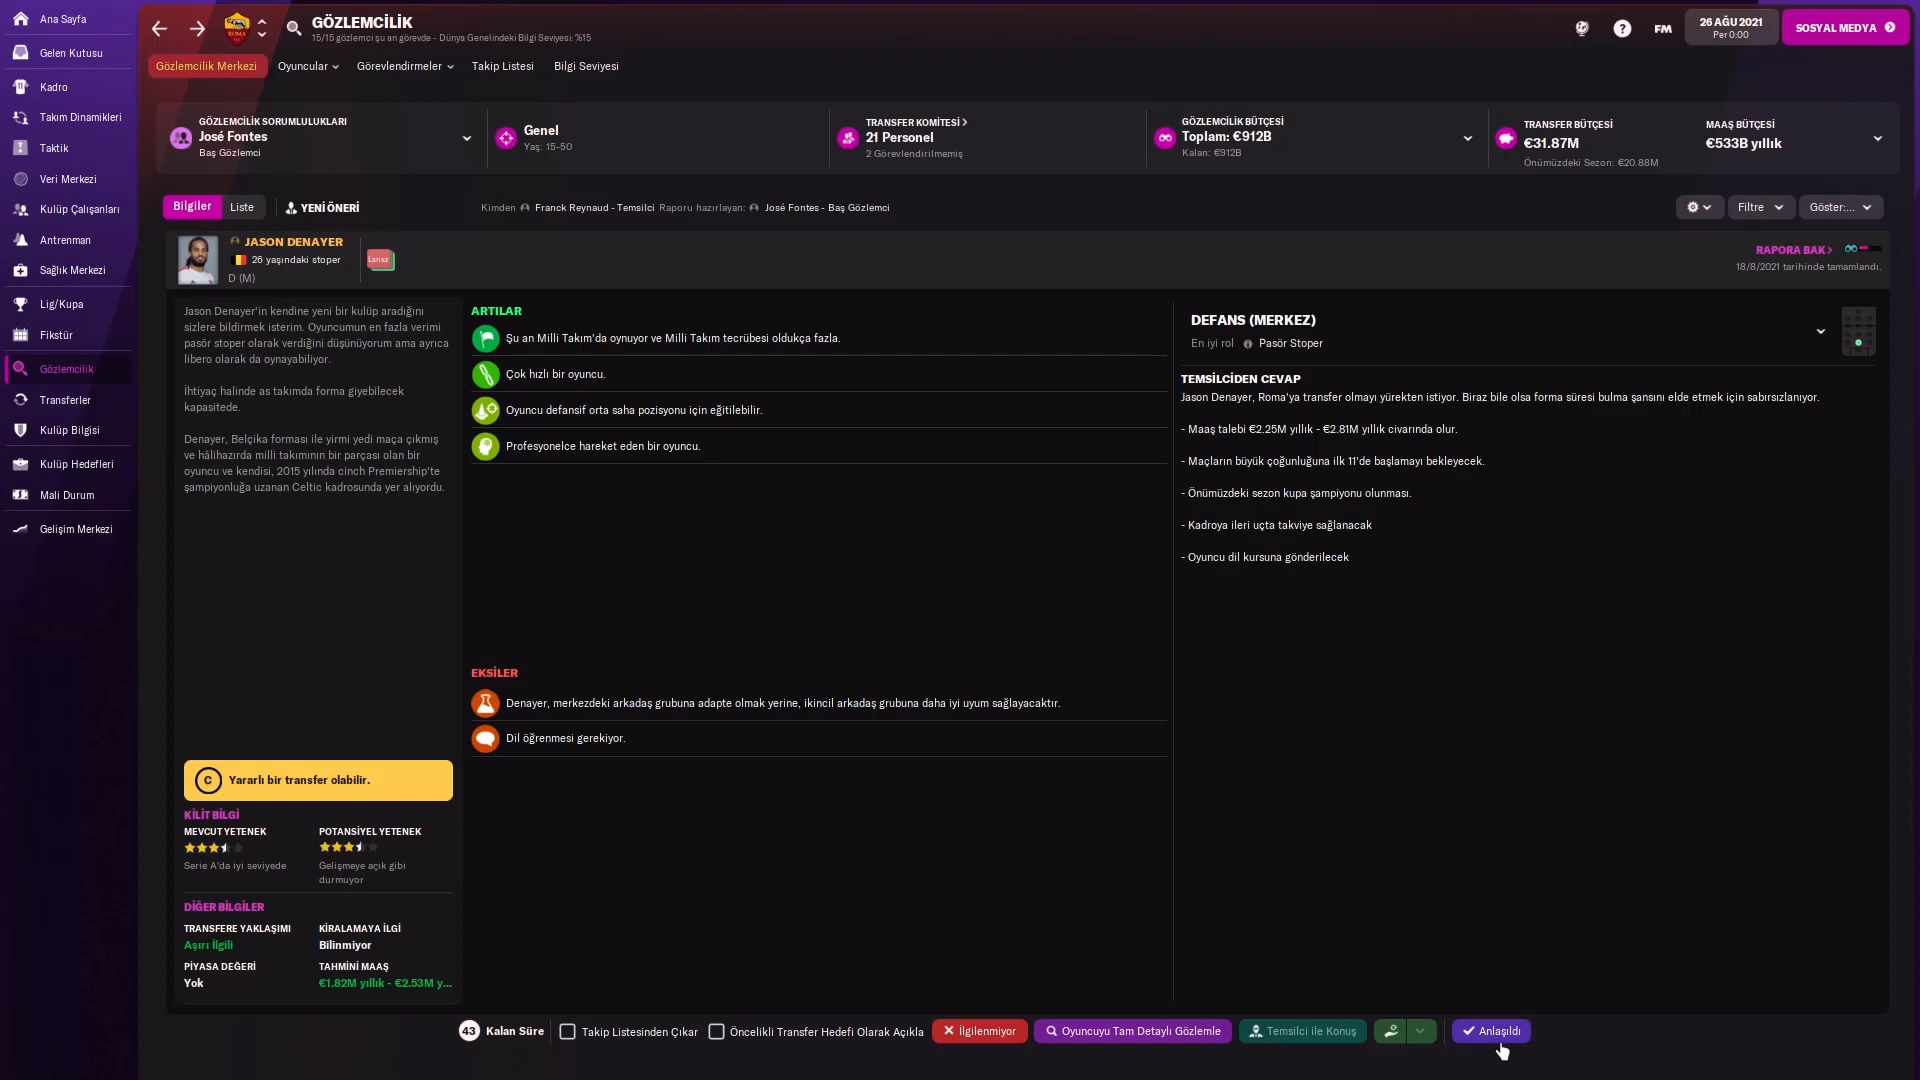 Ana Sayfa
Gelen Kutusu
Kadro
Takım Dinamikleri
Taktik
Veri Merkezi
Kulüp Çalışanları
Antrenman
Sağlık Merkezi
Lig/Kupa
Fikstür
Gözlemcilik
Transferler
Kulüp Bilgisi
Kulüp Hedefleri
Mali Durum
Gelişim Merkezi
GÖZLEMCİLİK
15/15 gözlemci şu an görevde - Dünya Genelindeki Bilgi Seviyesi: %15
FM
26 AĞU 2021
Per 0:00
SOSYAL MEDYA
Gözlemcilik Merkezi
Oyuncular
Görevlendirmeler
Takip Listesi
Bilgi Seviyesi
GÖZLEMCİLİK SORUMLULUKLARI
José Fontes
Baş Gözlemci
Genel
Yaş: 15-50
TRANSFER KOMİTESİ
21 Personel
2 Görevlendirilmemiş
GÖZLEMCİLİK BÜTÇESİ
Toplam: €912B
Kalan: €912B
TRANSFER BÜTÇESİ
€31.87M
Önümüzdeki Sezon: €20.88M
MAAŞ BÜTÇESİ
€533B yıllık
Bilgiler
Liste
YENİ ÖNERİ
Kimden Franck Reynaud - Temsilci Raporu hazırlayan: José Fontes - Baş Gözlemci
Filtre
Göster:...
JASON DENAYER
26 yaşındaki stoper
D (M)
Lsnsz
RAPORA BAK
18/8/2021 tarihinde tamamlandı.
Jason Denayer'in kendine yeni bir kulüp aradığını
sizlere bildirmek isterim. Oyuncumun en fazla verimi
pasör stoper olarak verdiğini düşünüyorum ama ayrıca
libero olarak da oynayabiliyor.
İhtiyaç halinde as takımda forma giyebilecek
kapasitede.
Denayer, Belçika forması ile yirmi yedi maça çıkmış
ve hâlihazırda milli takımının bir parçası olan bir
oyuncu ve kendisi, 2015 yılında cinch Premiership'te
şampiyonluğa uzanan Celtic kadrosunda yer alıyordu.
C
Yararlı bir transfer olabilir.
KİLİT BİLGİ
MEVCUT YETENEK
Serie A'da iyi seviyede
POTANSİYEL YETENEK
Gelişmeye açık gibi
durmuyor
DİĞER BİLGİLER
TRANSFERE YAKLAŞIMI
Aşırı İlgili
KİRALAMAYA İLGİ
Bilinmiyor
PİYASA DEĞERİ
Yok
TAHMİNİ MAAŞ
€1.82M yıllık - €2.53M y...
ARTILAR
Şu an Milli Takım'da oynuyor ve Milli Takım tecrübesi oldukça fazla.
Çok hızlı bir oyuncu.
Oyuncu defansif orta saha pozisyonu için eğitilebilir.
Profesyonelce hareket eden bir oyuncu.
EKSİLER
Denayer, merkezdeki arkadaş grubuna adapte olmak yerine, ikincil arkadaş grubuna daha iyi uyum sağlayacaktır.
Dil öğrenmesi gerekiyor.
DEFANS (MERKEZ)
En iyi rol Pasör Stoper
TEMSİLCİDEN CEVAP
Jason Denayer, Roma'ya transfer olmayı yürekten istiyor. Biraz bile olsa forma süresi bulma şansını elde etmek için sabırsızlanıyor.
- Maaş talebi €2.25M yıllık - €2.81M yıllık civarında olur.
- Maçların büyük çoğunluğuna ilk 11'de başlamayı bekleyecek.
- Önümüzdeki sezon kupa şampiyonu olunması.
- Kadroya ileri uçta takviye sağlanacak
- Oyuncu dil kursuna gönderilecek
43 Kalan Süre
Takip Listesinden Çıkar
Öncelikli Transfer Hedefi Olarak Açıkla
İlgilenmiyor
Oyuncuyu Tam Detaylı Gözlemle
Temsilci ile Konuş
Anlaşıldı